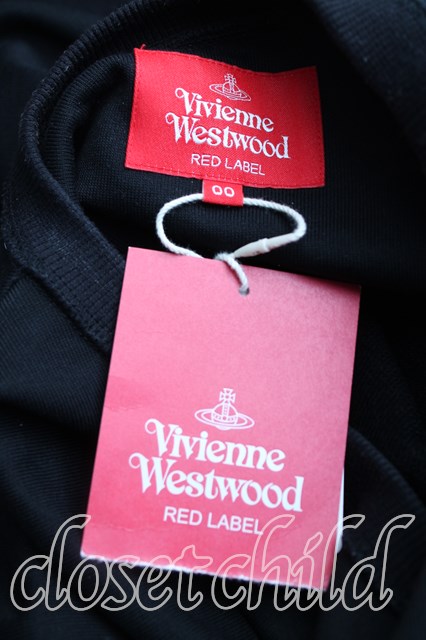 Vivienne
Westwood
RED LABEL
00
Vivienne
Westwood
RED LABEL
closet child